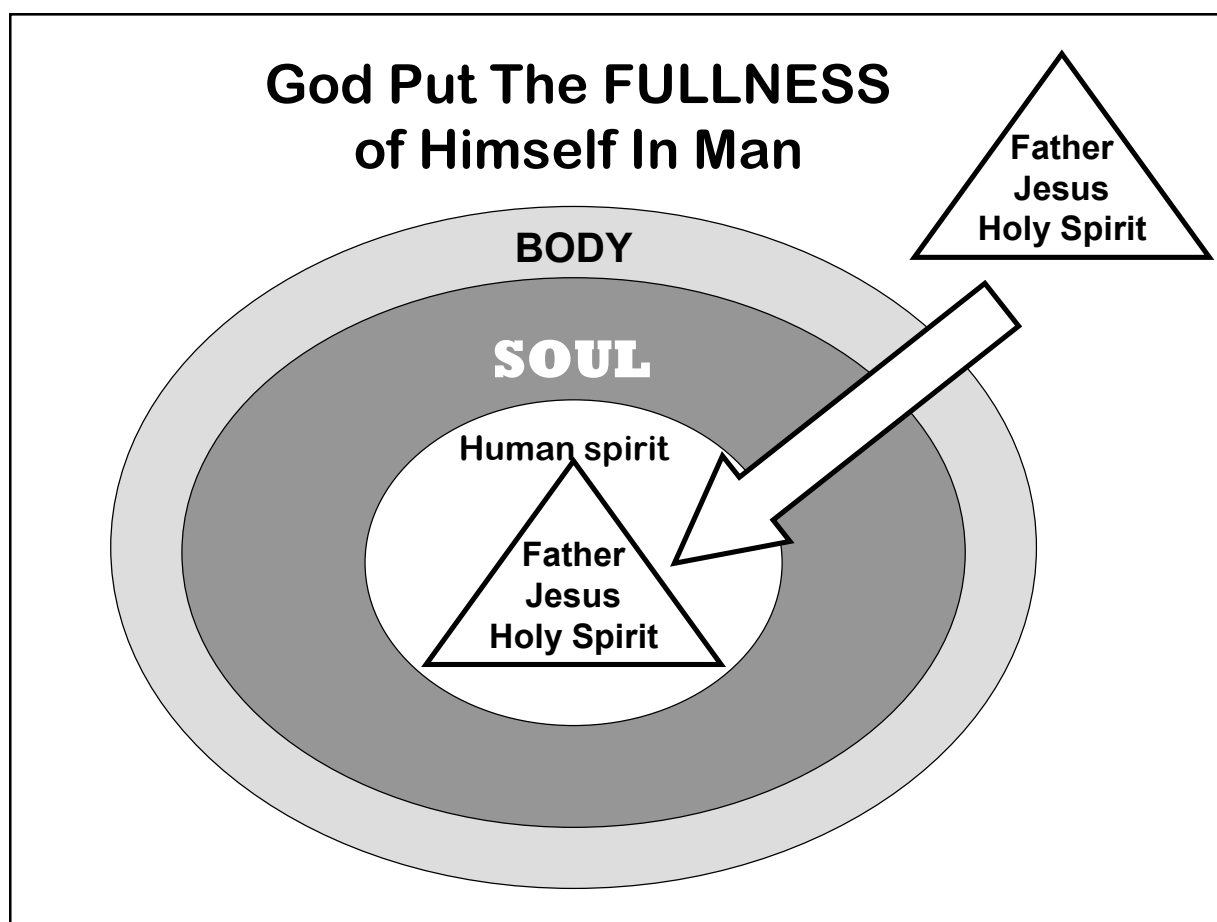 God Put The FULLNESS
of Himself In Man
Father
Jesus
Holy Spirit
BODY
SOUL
Human spirit
Father
Jesus
Holy Spirit